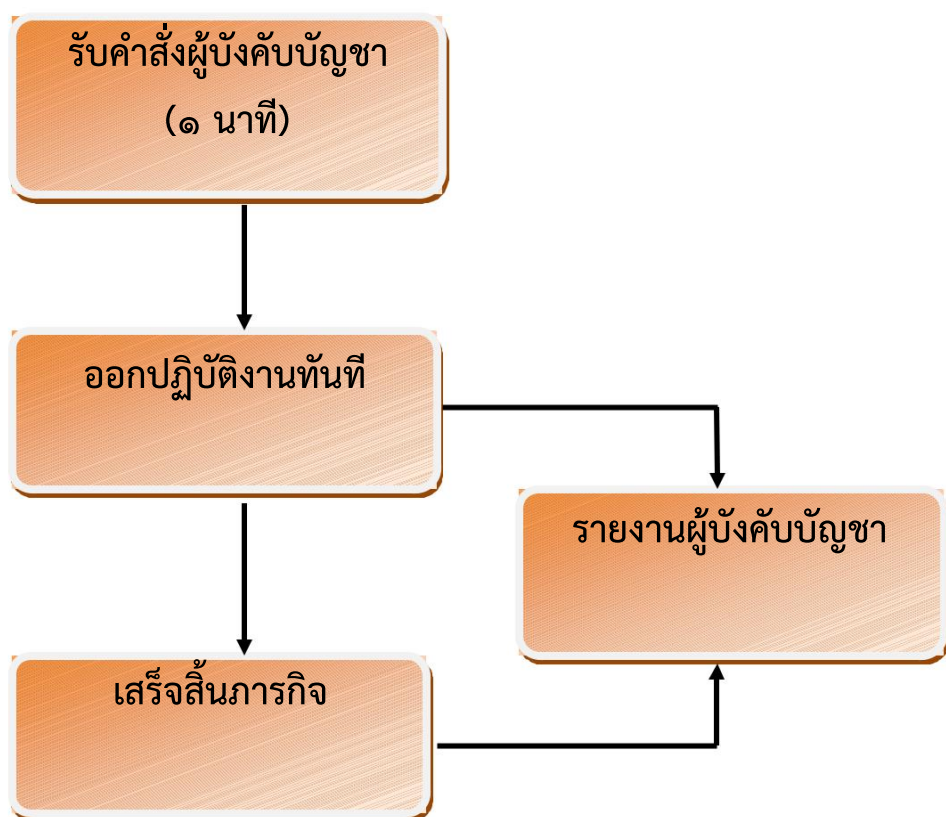 รับคำสั่งผู้บังคับบัญชา
(๑ นาที)
ออกปฏิบัติงานทันที
รายงานผู้บังคับบัญชา
เสร็จสิ้นภารกิจ